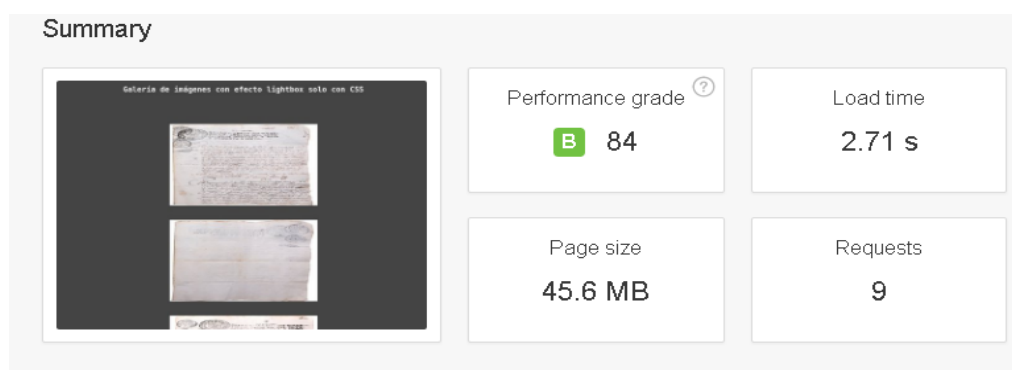 Summary
Galería de imágenes con efecto lightbox solo con CSS
Performance grade ?
B 84
Load time
2.71 s
Page size
45.6 MB
Requests
9